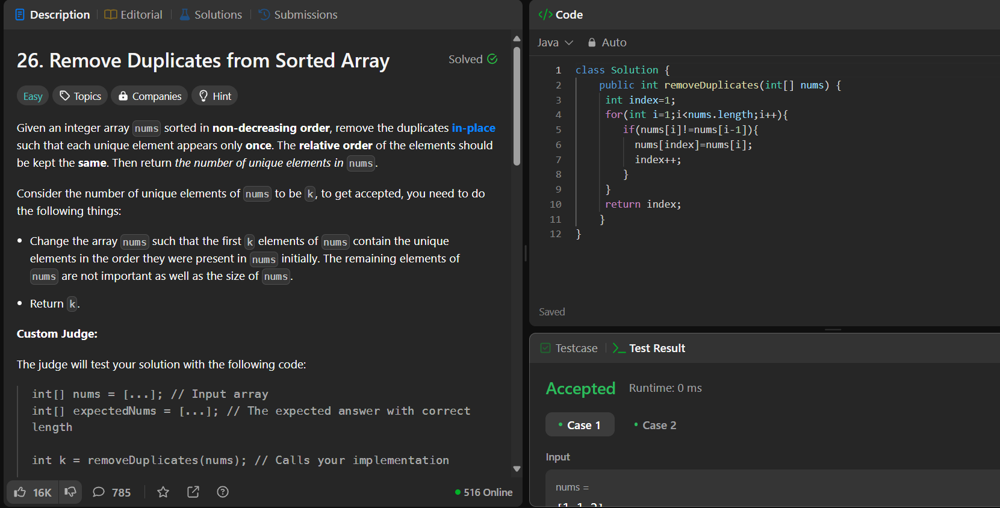 Description
Editorial
Solutions
Submissions
26. Remove Duplicates from Sorted Array
Solved
Easy
Topics
Companies
Hint
Given an integer array nums sorted in non-decreasing order, remove the duplicates in-place
such that each unique element appears only once. The relative order of the elements should
be kept the same. Then return the number of unique elements in nums.
Consider the number of unique elements of nums to be k, to get accepted, you need to do
the following things:
• Change the array nums such that the first k elements of nums contain the unique
elements in the order they were present in nums initially. The remaining elements of
nums are not important as well as the size of nums.
• Return k.
Custom Judge:
The judge will test your solution with the following code:
int[] nums = [...]; // Input array
int[] expectedNums = [...]; // The expected answer with correct
length
int k = removeDuplicates(nums); // Calls your implementation
16K
785
516 Online
</> Code
Java
Auto
1 class Solution {
2 public int removeDuplicates(int[] nums) {
3 int index=1;
4 for(int i=1;i<nums.length;i++){
5 if(nums[i]!=nums[i-1]){
6 nums[index]=nums[i];
7 index++;
8 }
9 }
10 return index;
11 }
12 }
Saved
Testcase
>_ Test Result
Accepted
Runtime: 0 ms
• Case 1
• Case 2
Input
nums =
[1,1,2]